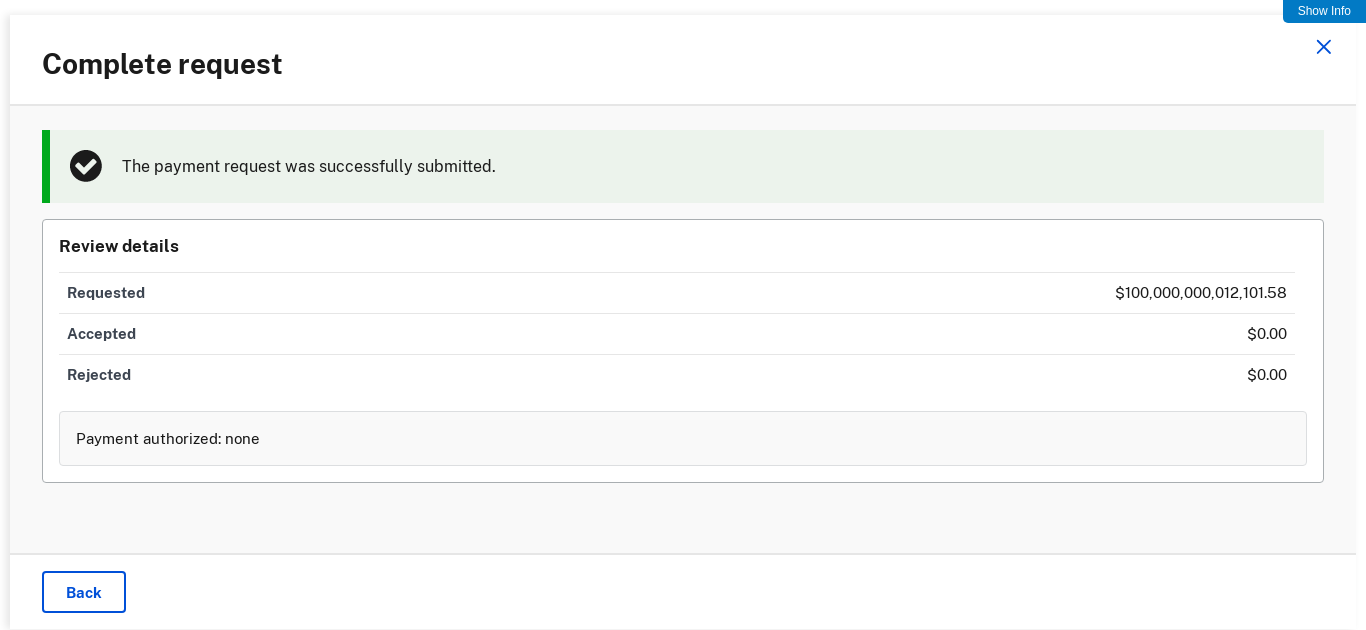 Show Info
Complete request
The payment request was successfully submitted.
Review details
Requested $100,000,000,012,101.58
Accepted $0.00
Rejected $0.00
Payment authorized: none
Back